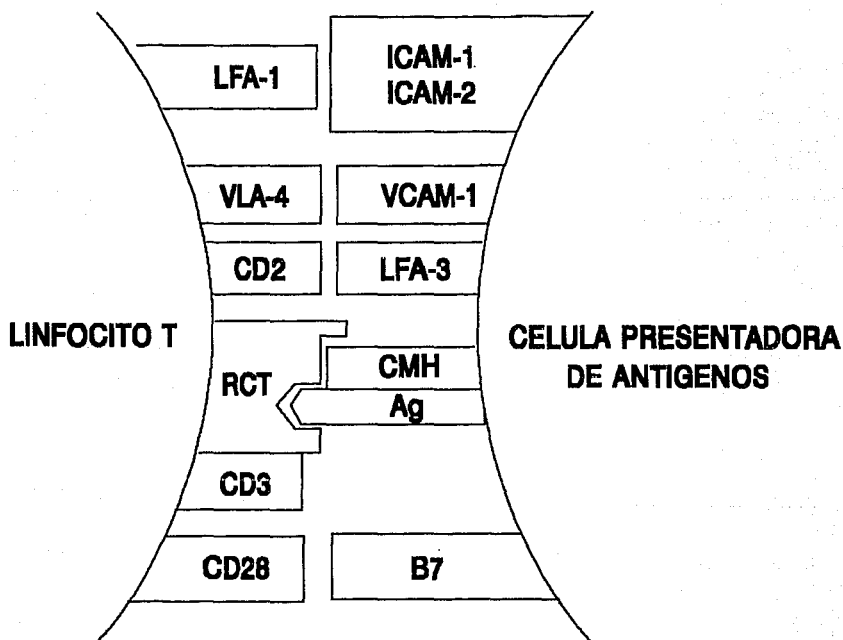 LFA-1
ICAM-1
ICAM-2
VLA-4
VCAM-1
CD2
LFA-3
LINFOCITO T
RCT
CMH
Ag
CELULA PRESENTADORA
DE ANTIGENOS
CD3
CD28
B7